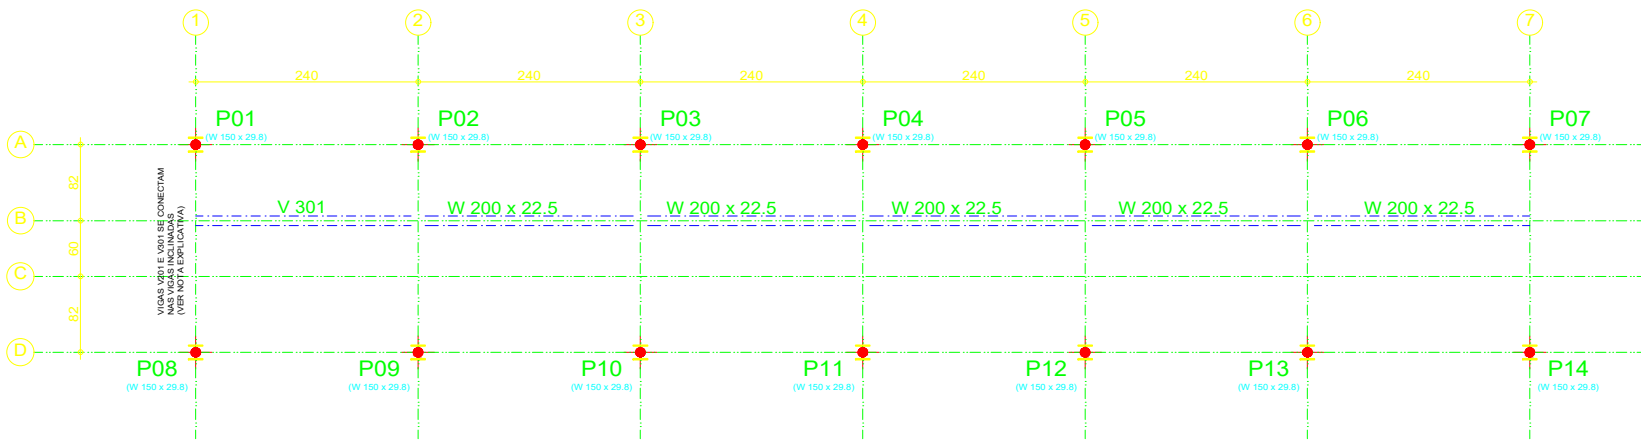 1 2 3 4 5 6 7
240 240 240 240 240 240
P01 P02 P03 P04 P05 P06 P07
(W 150 x 29.8) (W 150 x 29.8) (W 150 x 29.8) (W 150 x 29.8) (W 150 x 29.8) (W 150 x 29.8) (W 150 x 29.8)
A
82
VIGAS V201 E V301 SE CONECTAM
NAS VIGAS INCLINADAS
(VER NOTA EXPLICATIVA)
V 301 W 200 x 22.5 W 200 x 22.5 W 200 x 22.5 W 200 x 22.5 W 200 x 22.5
B
60
C
82
D
P08 P09 P10 P11 P12 P13 P14
(W 150 x 29.8) (W 150 x 29.8) (W 150 x 29.8) (W 150 x 29.8) (W 150 x 29.8) (W 150 x 29.8) (W 150 x 29.8)